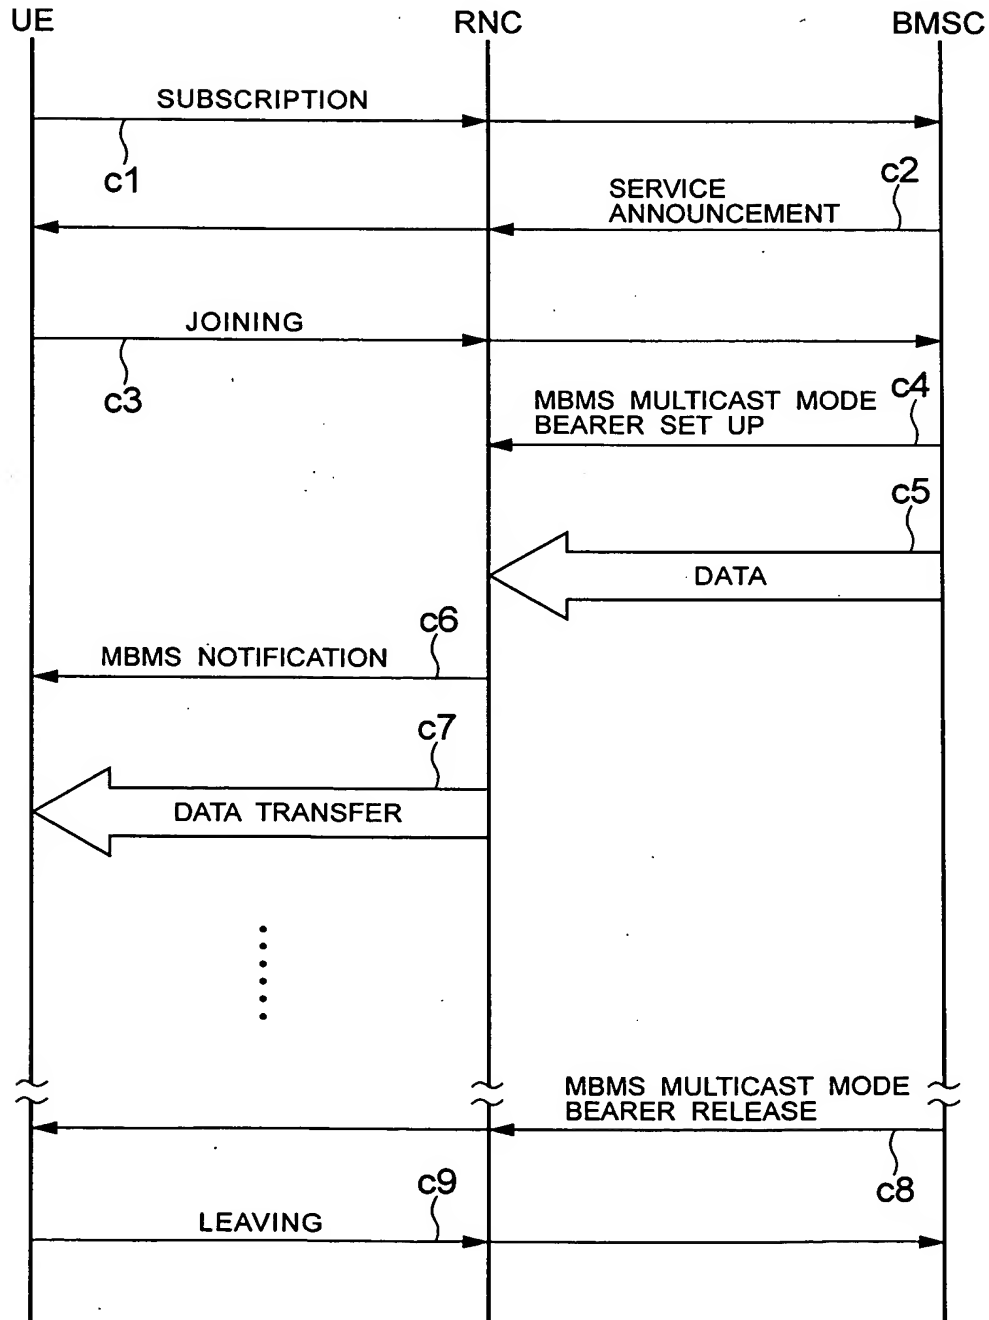 UE
RNC
BMSC
SUBSCRIPTION
c1
c2
SERVICE
ANNOUNCEMENT
JOINING
c3
c4
MBMS MULTICAST MODE
BEARER SET UP
c5
DATA
c6
MBMS NOTIFICATION
c7
DATA TRANSFER
MBMS MULTICAST MODE
BEARER RELEASE
c8
c9
LEAVING